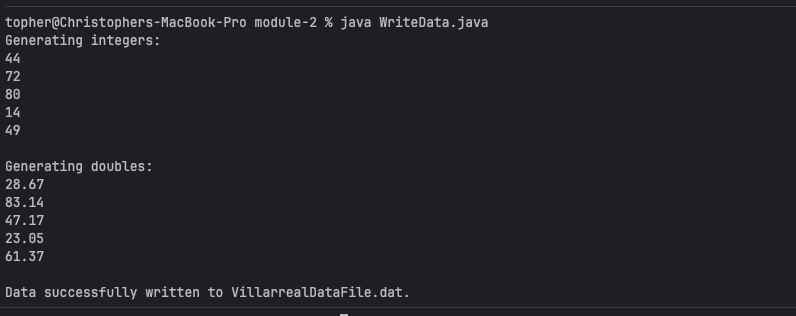 topher@Christophers-MacBook-Pro module-2 % java WriteData.java
Generating integers:
44
72
80
14
49
Generating doubles:
28.67
83.14
47.17
23.05
61.37
Data successfully written to VillarrealDataFile.dat.